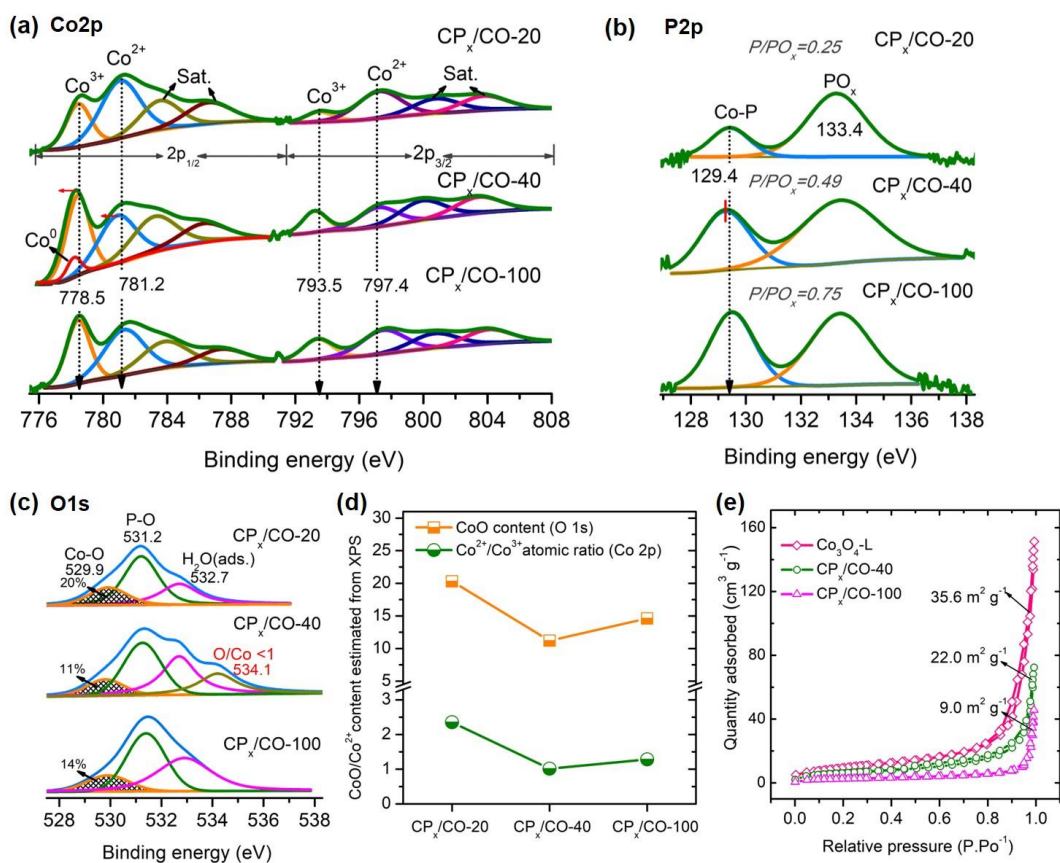 (a) Co2p
CPx/CO-20
Co3+
Co2+
Sat.
Co3+
Co2+
Sat.
2p1/2
2p3/2
CPx/CO-40
Co0
778.5
781.2
793.5
797.4
CPx/CO-100
776 780 784 788 792 796 800 804 808
Binding energy (eV)
(b) P2p
P/POx=0.25
CPx/CO-20
Co-P
POx
133.4
129.4
P/POx=0.49
CPx/CO-40
P/POx=0.75
CPx/CO-100
128 130 132 134 136 138
Binding energy (eV)
(c) O1s
P-O
531.2
CPx/CO-20
Co-O
529.9
H2O(ads.)
532.7
20%
CPx/CO-40
O/Co <1
534.1
11%
CPx/CO-100
14%
528 530 532 534 536 538
Binding energy (eV)
(d)
CoO content (O 1s)
Co2+/Co3+atomic ratio (Co 2p)
CoO/Co2+content estimated from XPS
30
25
20
15
10
5
3
2
1
0
CPx/CO-20 CPx/CO-40 CPx/CO-100
(e)
Quantity adsorbed (cm3 g-1)
160
120
80
40
0
Co3O4-L
CPx/CO-40
CPx/CO-100
35.6 m2 g-1
22.0 m2 g-1
9.0 m2 g-1
0.0 0.2 0.4 0.6 0.8 1.0
Relative pressure (P.Po-1)